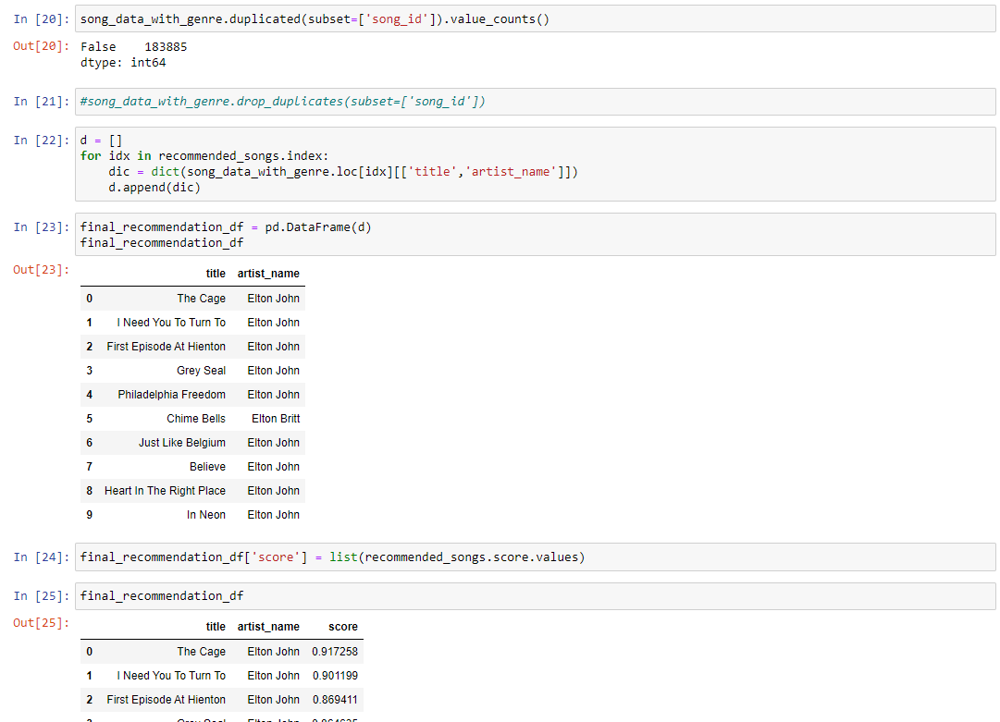 In [20]: song_data_with_genre.duplicated(subset=['song_id']).value_counts()
Out[20]: False    183885
dtype: int64
In [21]: #song_data_with_genre.drop_duplicates(subset=['song_id'])
In [22]: d = []
for idx in recommended_songs.index:
    dic = dict(song_data_with_genre.loc[idx][['title','artist_name']])
    d.append(dic)
In [23]: final_recommendation_df = pd.DataFrame(d)
final_recommendation_df
Out[23]:
title artist_name
0 The Cage Elton John
1 I Need You To Turn To Elton John
2 First Episode At Hienton Elton John
3 Grey Seal Elton John
4 Philadelphia Freedom Elton John
5 Chime Bells Elton Britt
6 Just Like Belgium Elton John
7 Believe Elton John
8 Heart In The Right Place Elton John
9 In Neon Elton John
In [24]: final_recommendation_df['score'] = list(recommended_songs.score.values)
In [25]: final_recommendation_df
Out[25]:
title artist_name score
0 The Cage Elton John 0.917258
1 I Need You To Turn To Elton John 0.901199
2 First Episode At Hienton Elton John 0.869411